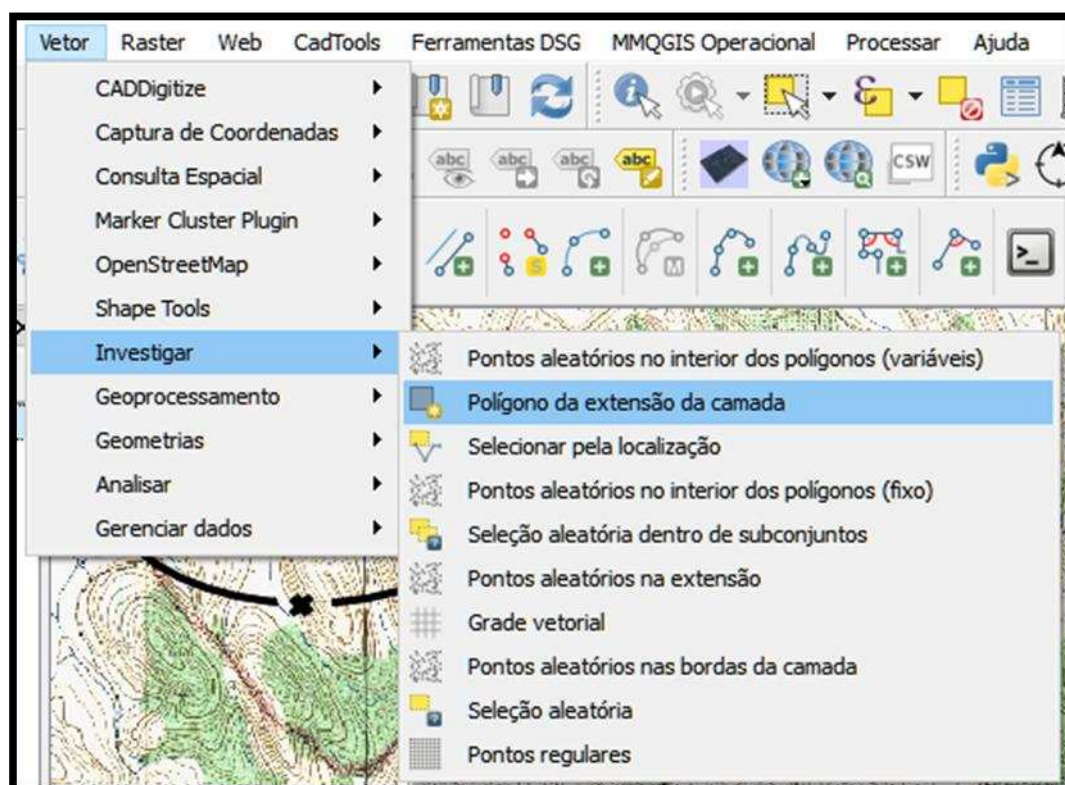 Vetor Raster Web CadTools Ferramentas DSG MMQGIS Operacional Processar Ajuda
CADDigitize
Captura de Coordenadas
Consulta Espacial
Marker Cluster Plugin
OpenStreetMap
Shape Tools
Investigar
Geoprocessamento
Geometrias
Analisar
Gerenciar dados
abc abc abc abc CSW
S M
>_
Pontos aleatórios no interior dos polígonos (variáveis)
Polígono da extensão da camada
Selecionar pela localização
Pontos aleatórios no interior dos polígonos (fixo)
Seleção aleatória dentro de subconjuntos
Pontos aleatórios na extensão
Grade vetorial
Pontos aleatórios nas bordas da camada
Seleção aleatória
Pontos regulares